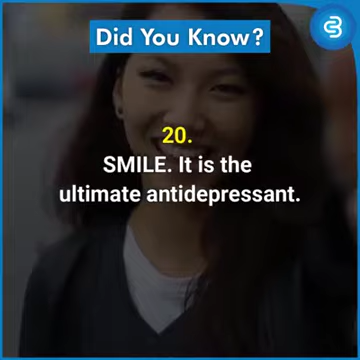 Did You Know?
20.
SMILE. It is the
ultimate antidepressant.